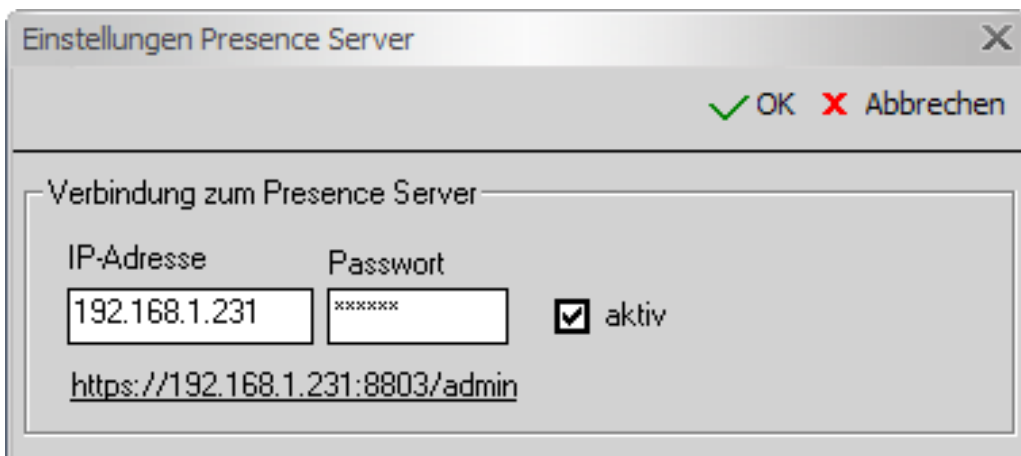 Einstellungen Presence Server
OK Abbrechen
Verbindung zum Presence Server
IP-Adresse Passwort
192.168.1.231 ****** aktiv
https://192.168.1.231:8803/admin